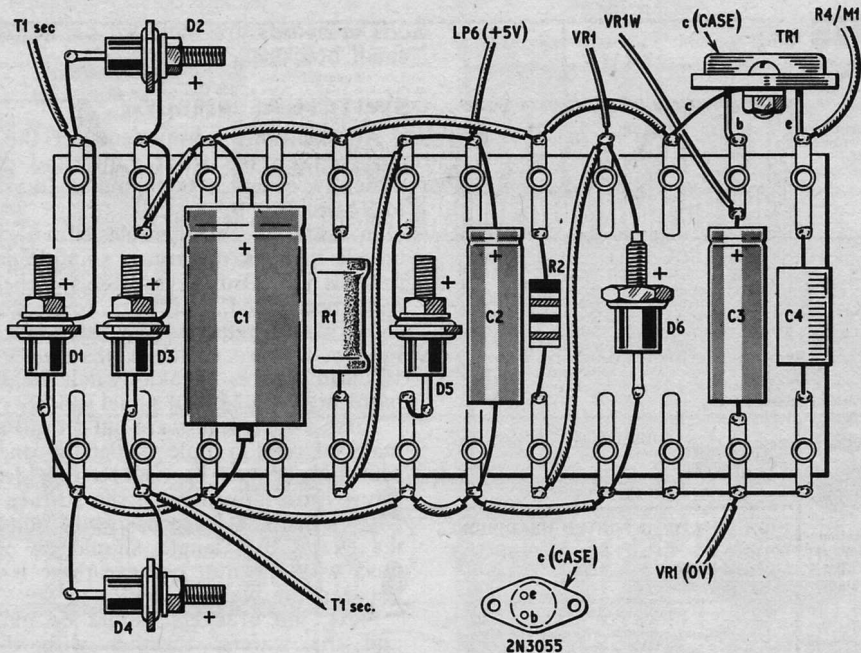 T1 sec
D2
+
LP6 (+5V)
VR1
VR1W
c (CASE)
TR1
R4/M1
c
b
e
+
+
+
C1
R1
+
+
C2
R2
+
D6
+
C3
C4
D1
D3
D5
D4
+
T1 sec.
c (CASE)
e
b
2N3055
VR1 (0V)